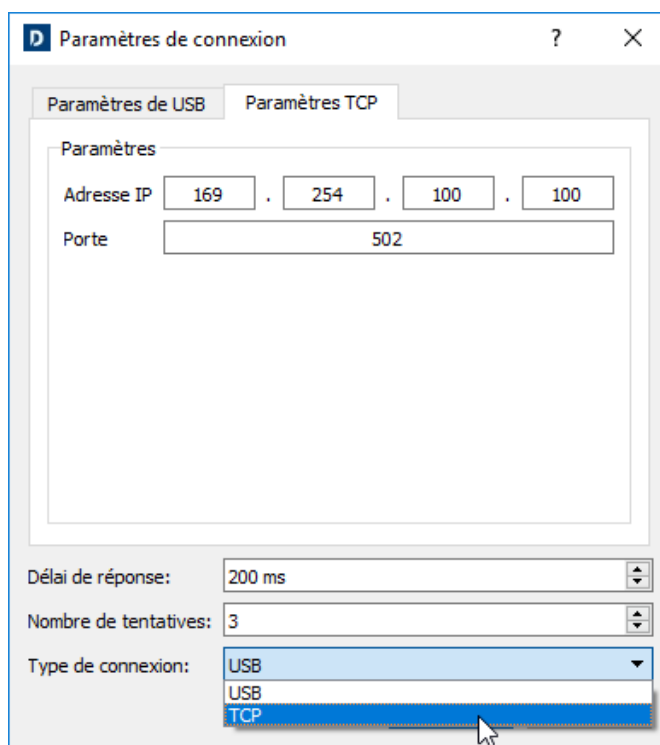 D Paramètres de connexion ?
Paramètres de USB Paramètres TCP
Paramètres
Adresse IP 169 . 254 . 100 . 100
Porte 502
Délai de réponse: 200 ms
Nombre de tentatives: 3
Type de connexion: USB
USB
TCP